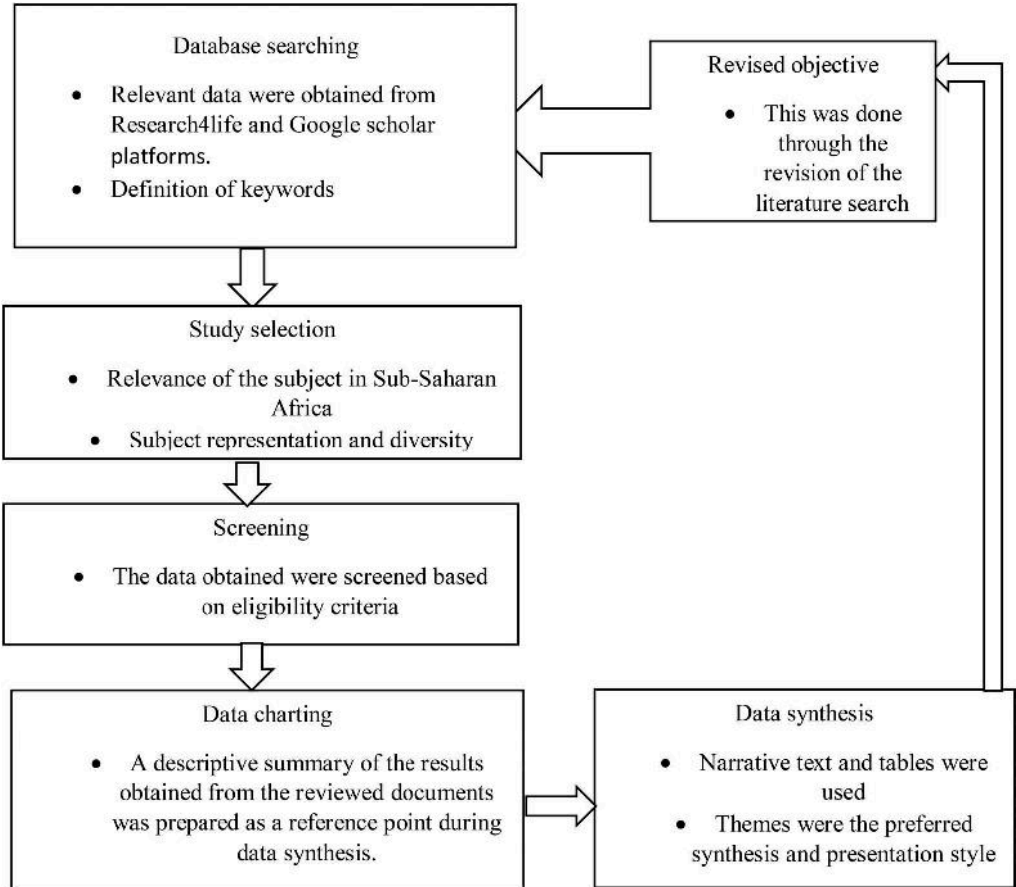 Database searching
• Relevant data were obtained from
Research4life and Google scholar
platforms.
• Definition of keywords
Revised objective
• This was done
through the
revision of the
literature search
Study selection
• Relevance of the subject in Sub-Saharan
Africa
• Subject representation and diversity
Screening
• The data obtained were screened based
on eligibility criteria
Data charting
• A descriptive summary of the results
obtained from the reviewed documents
was prepared as a reference point during
data synthesis.
Data synthesis
• Narrative text and tables were
used
• Themes were the preferred
synthesis and presentation style